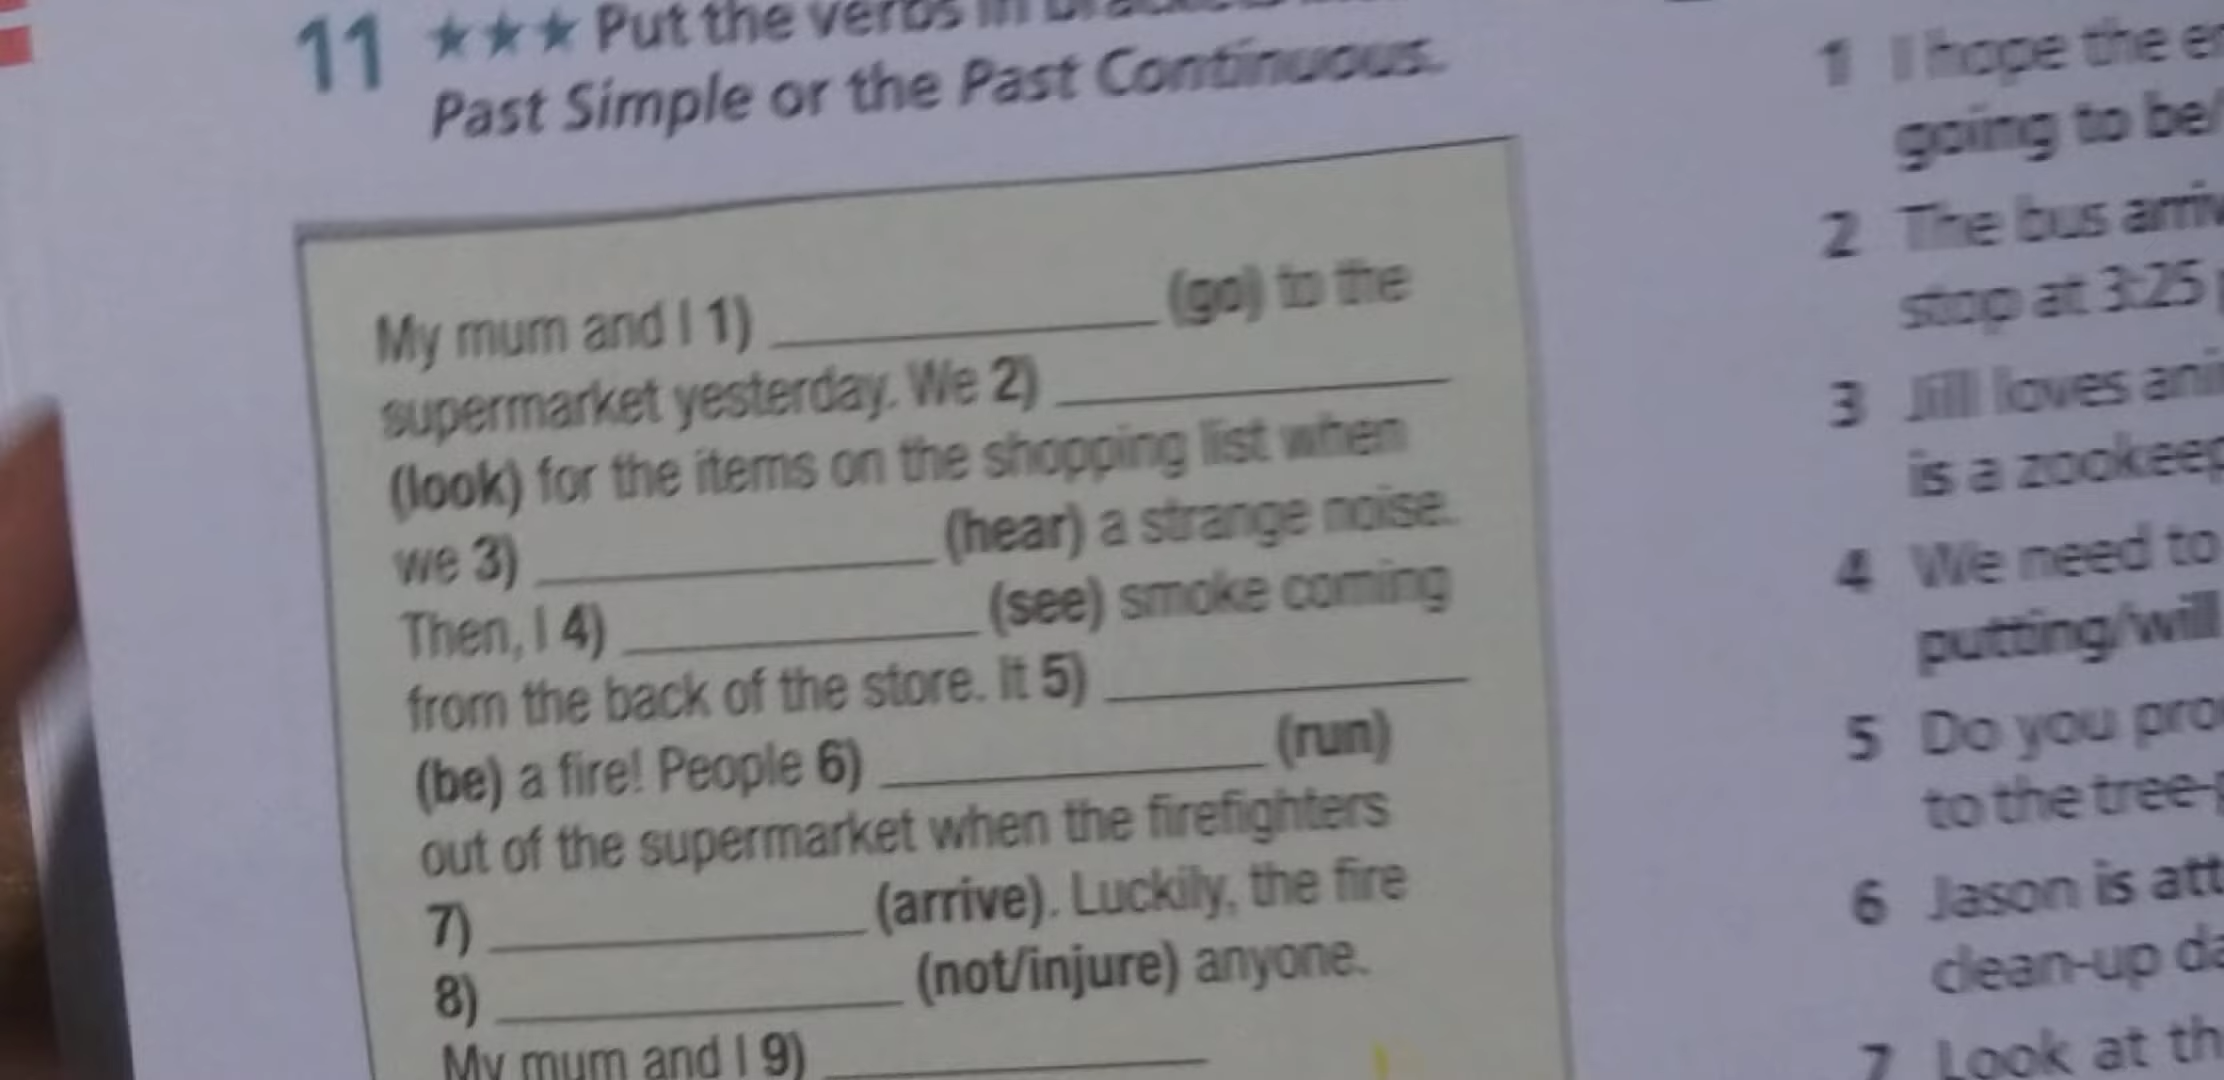 11 ★★★ Put the verbs in brackets
Past Simple or the Past Continuous.
My mum and I 1) ____________ (go) to the
supermarket yesterday. We 2) ____________
(look) for the items on the shopping list when
we 3) ____________ (hear) a strange noise.
Then, I 4) ____________ (see) smoke coming
from the back of the store. It 5) ____________
(be) a fire! People 6) ____________ (run)
out of the supermarket when the firefighters
7) ____________ (arrive). Luckily, the fire
8) ____________ (not/injure) anyone.
My mum and I 9) ____________
1 I hope the
going to be/
2 The bus
stop at 3:25
3 Jill loves
is a
4 We need to
putting/will
5 Do you
to the tree-
6 Jason is
clean-up
7 Look at